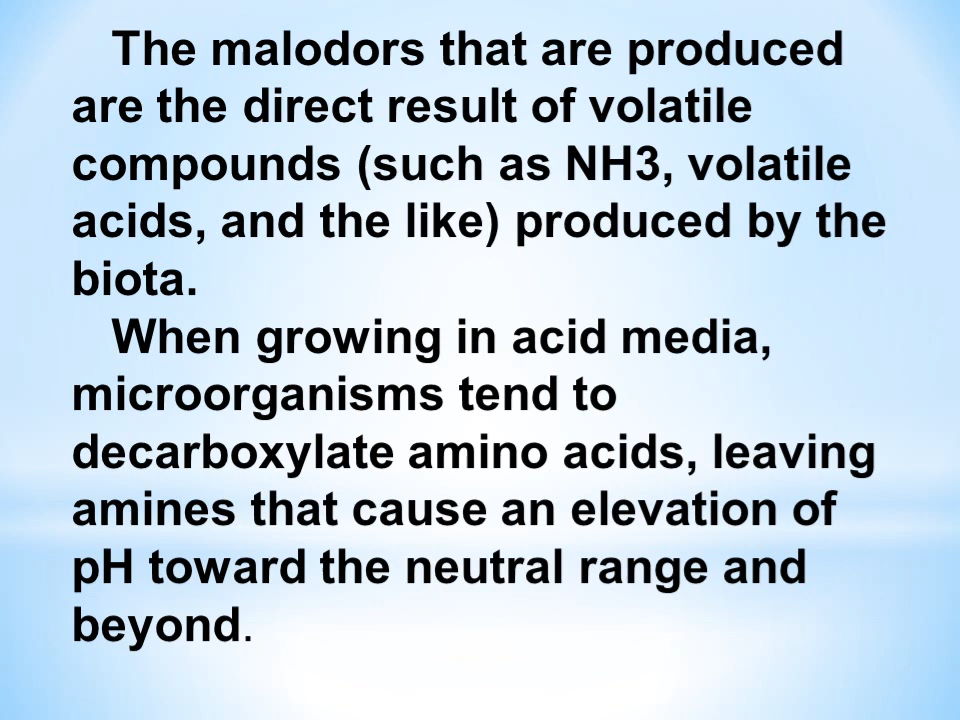 The malodors that are produced
are the direct result of volatile
compounds (such as NH3, volatile
acids, and the like) produced by the
biota.
When growing in acid media,
microorganisms tend to
decarboxylate amino acids, leaving
amines that cause an elevation of
pH toward the neutral range and
beyond.